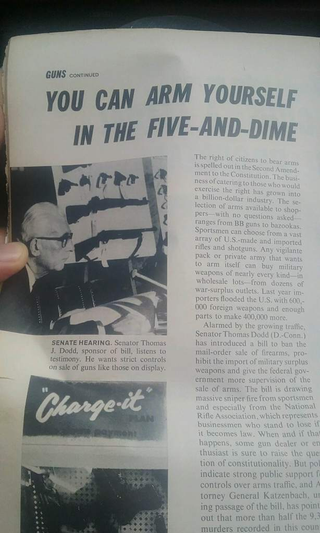 GUNS CONTINUED
YOU CAN ARM YOURSELF
IN THE FIVE-AND-DIME
SENATE HEARING. Senator Thomas
J. Dodd, sponsor of bill, listens to
testimony. He wants strict controls
on sale of guns like those on display.
"Charge-it"
PLAN
The right of citizens to bear arms
is spelled out in the Second Amend-
ment to the Constitution. The busi-
ness of catering to those who would
exercise the right has grown into
a billion-dollar industry. The se-
lection of arms available to shop-
pers—with no questions asked—
ranges from BB guns to bazookas.
Sportsmen can choose from a vast
array of U.S.-made and imported
rifles and shotguns. Any vigilante
pack or private army that wants
to arm itself can buy military
weapons of nearly every kind—
wholesale lots—from dozens of
war-surplus outlets. Last year im-
porters flooded the U.S. with 600,-
000 foreign weapons and enough
parts to make 400,000 more.
Alarmed by the growing traffic,
Senator Thomas Dodd (D.-Conn.)
has introduced a bill to ban the
mail-order sale of firearms, pro-
hibit the import of military surplus
weapons and give the federal gov-
ernment more supervision of the
sale of arms. The bill is drawing
massive sniper fire from sportsmen
and especially from the National
Rifle Association, which represents
businessmen who stand to lose if
it becomes law. When and if that
happens, some gun dealer or en-
thusiast is sure to raise the ques-
tion of constitutionality. But pol
indicate strong public support f
controls over arms traffic, and A
torney General Katzenbach, ur
ing passage of the bill, has point
out that more than half the 9,
murders recorded in this coun